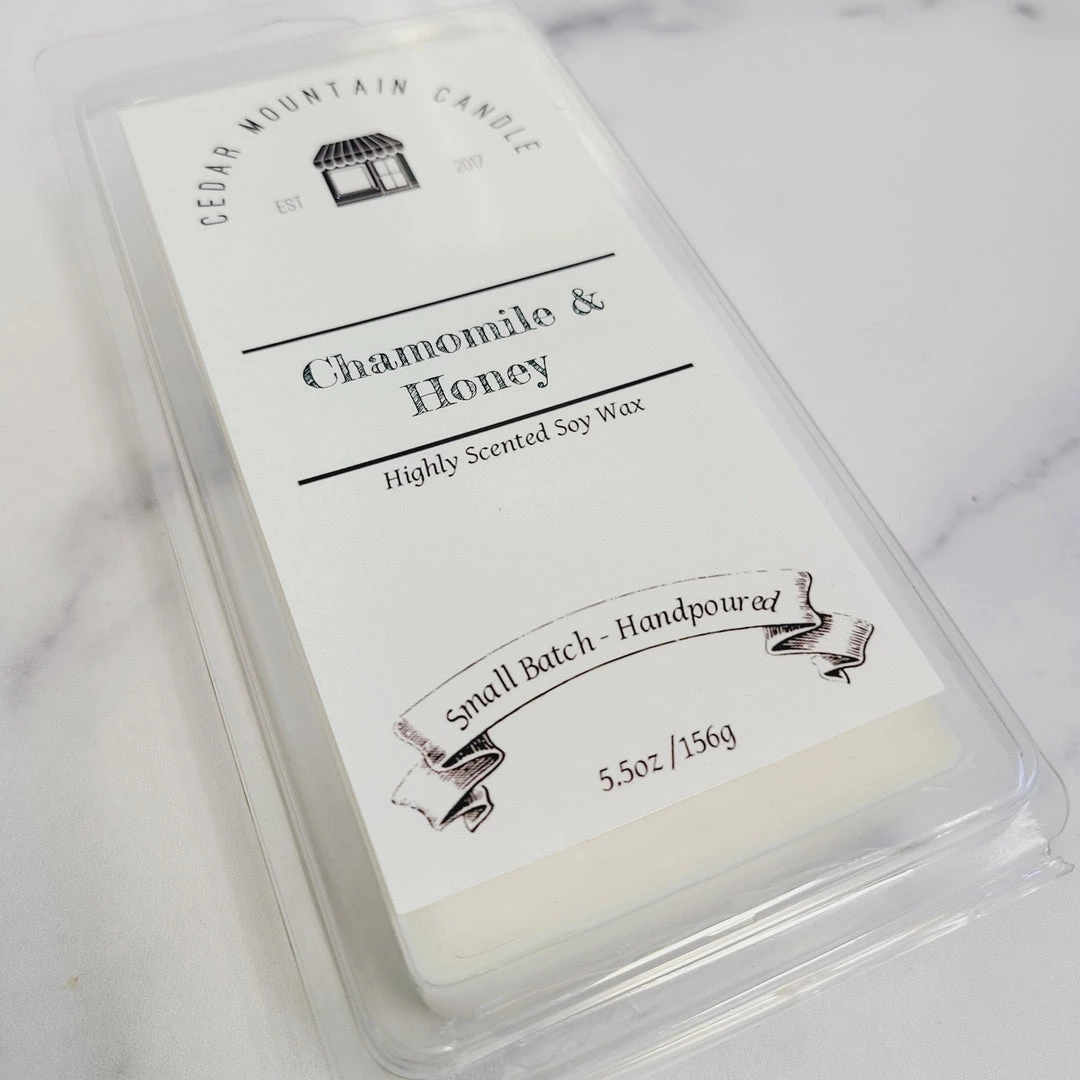 CEDAR MOUNTAIN CANDLE
EST 2017
Chamomile &
Honey
Highly Scented Soy Wax
Small Batch - Handpoured
5.5oz / 156g